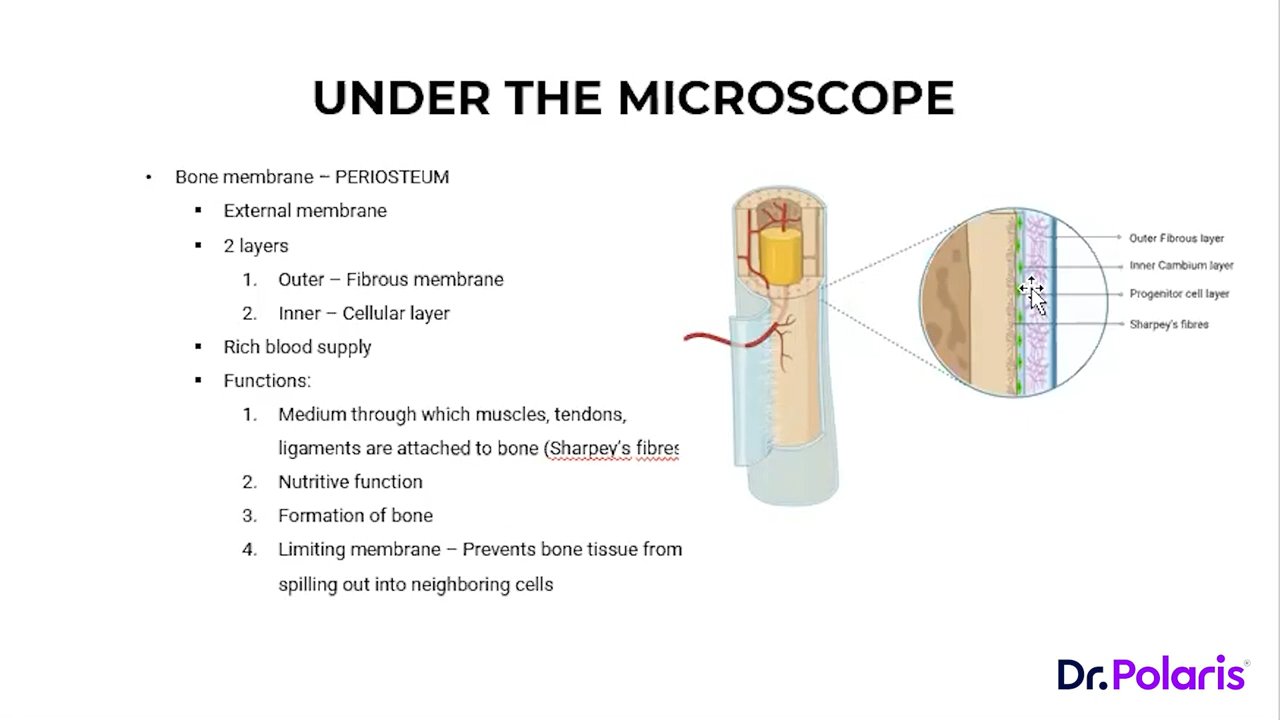 UNDER THE MICROSCOPE
• Bone membrane – PERIOSTEUM
▪ External membrane
▪ 2 layers
1. Outer – Fibrous membrane
2. Inner – Cellular layer
▪ Rich blood supply
▪ Functions:
1. Medium through which muscles, tendons,
ligaments are attached to bone (Sharpey's fibres
2. Nutritive function
3. Formation of bone
4. Limiting membrane – Prevents bone tissue from
spilling out into neighboring cells
Outer Fibrous layer
Inner Cambium layer
Progenitor cell layer
Sharpey's fibres
Dr.Polaris®